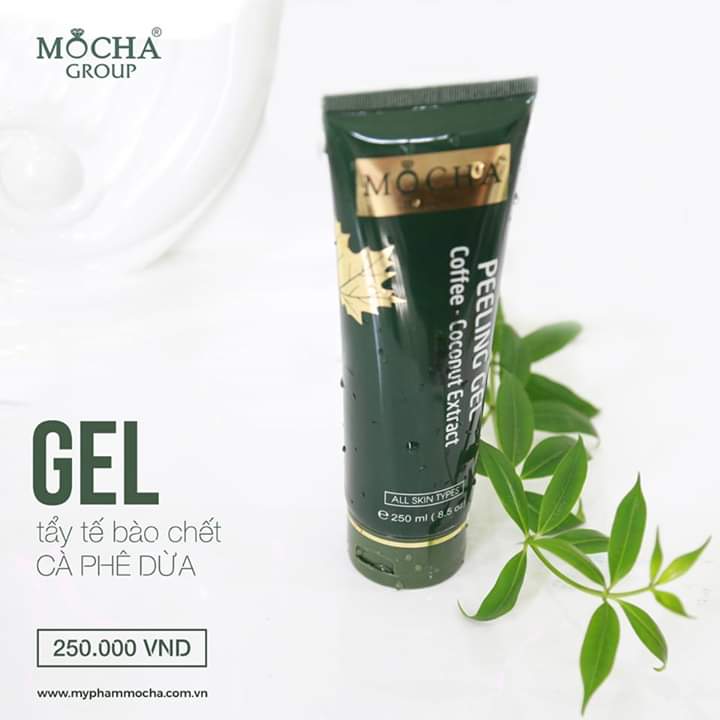 MOCHA®
GROUP
MOCHA
PEELING GEL
Coffee - Coconut Extract
ALL SKIN TYPES
℮ 250 ml ( 8.5 oz
GEL
tẩy tế bào chết
CÀ PHÊ DỪA
250.000 VND
www.myphammocha.com.vn